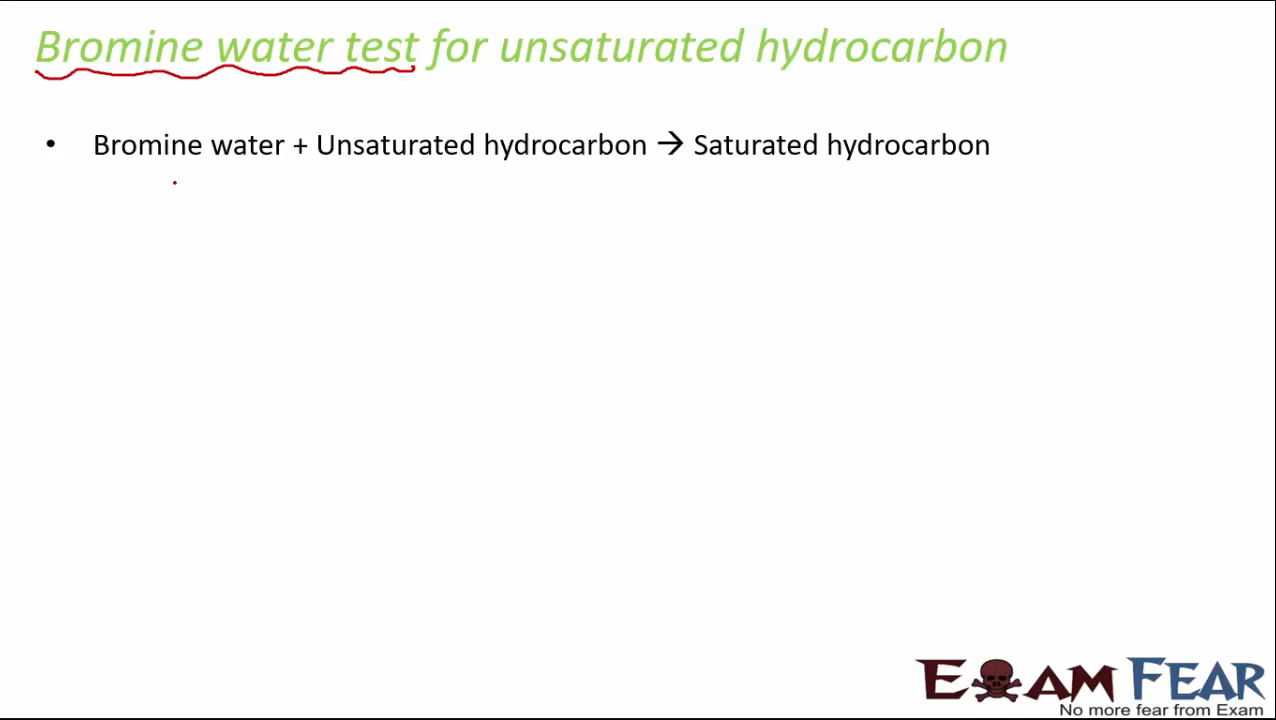 Bromine water test for unsaturated hydrocarbon
• Bromine water + Unsaturated hydrocarbon → Saturated hydrocarbon
EXAM FEAR
No more fear from Exam